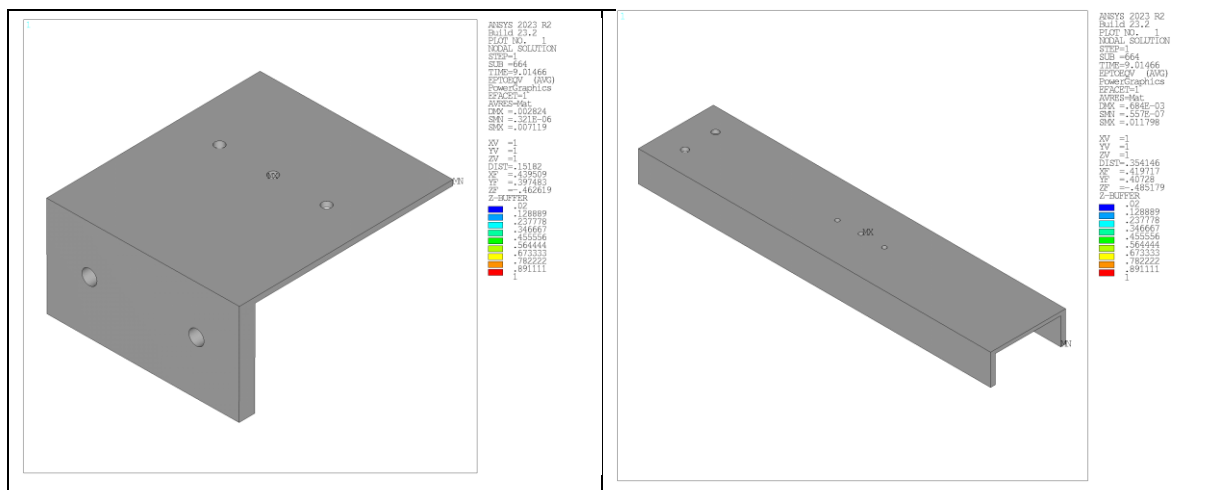 1
ANSYS 2023 R2
Build 23.2
PLOT NO. 1
NODAL SOLUTION
STEP=1
SUB =664
TIME=9.01466
EPTOEQV (AVG)
PowerGraphics
EFACET=1
AVRES=Mat
DMX =.002824
SMN =.321E-06
SMX =.007119
XV =1
YV =1
ZV =1
DIST=.15182
XF =.439509
YF =.397483
ZF =-.462619
Z-BUFFER
.02
.128889
.237778
.346667
.455556
.564444
.673333
.782222
.891111
1
MX
MN
1
ANSYS 2023 R2
Build 23.2
PLOT NO. 1
NODAL SOLUTION
STEP=1
SUB =664
TIME=9.01466
EPTOEQV (AVG)
PowerGraphics
EFACET=1
AVRES=Mat
DMX =.684E-03
SMN =.557E-07
SMX =.011798
XV =1
YV =1
ZV =1
DIST=.354146
XF =.419717
YF =.40728
ZF =-.485179
Z-BUFFER
.02
.128889
.237778
.346667
.455556
.564444
.673333
.782222
.891111
1
MX
MN